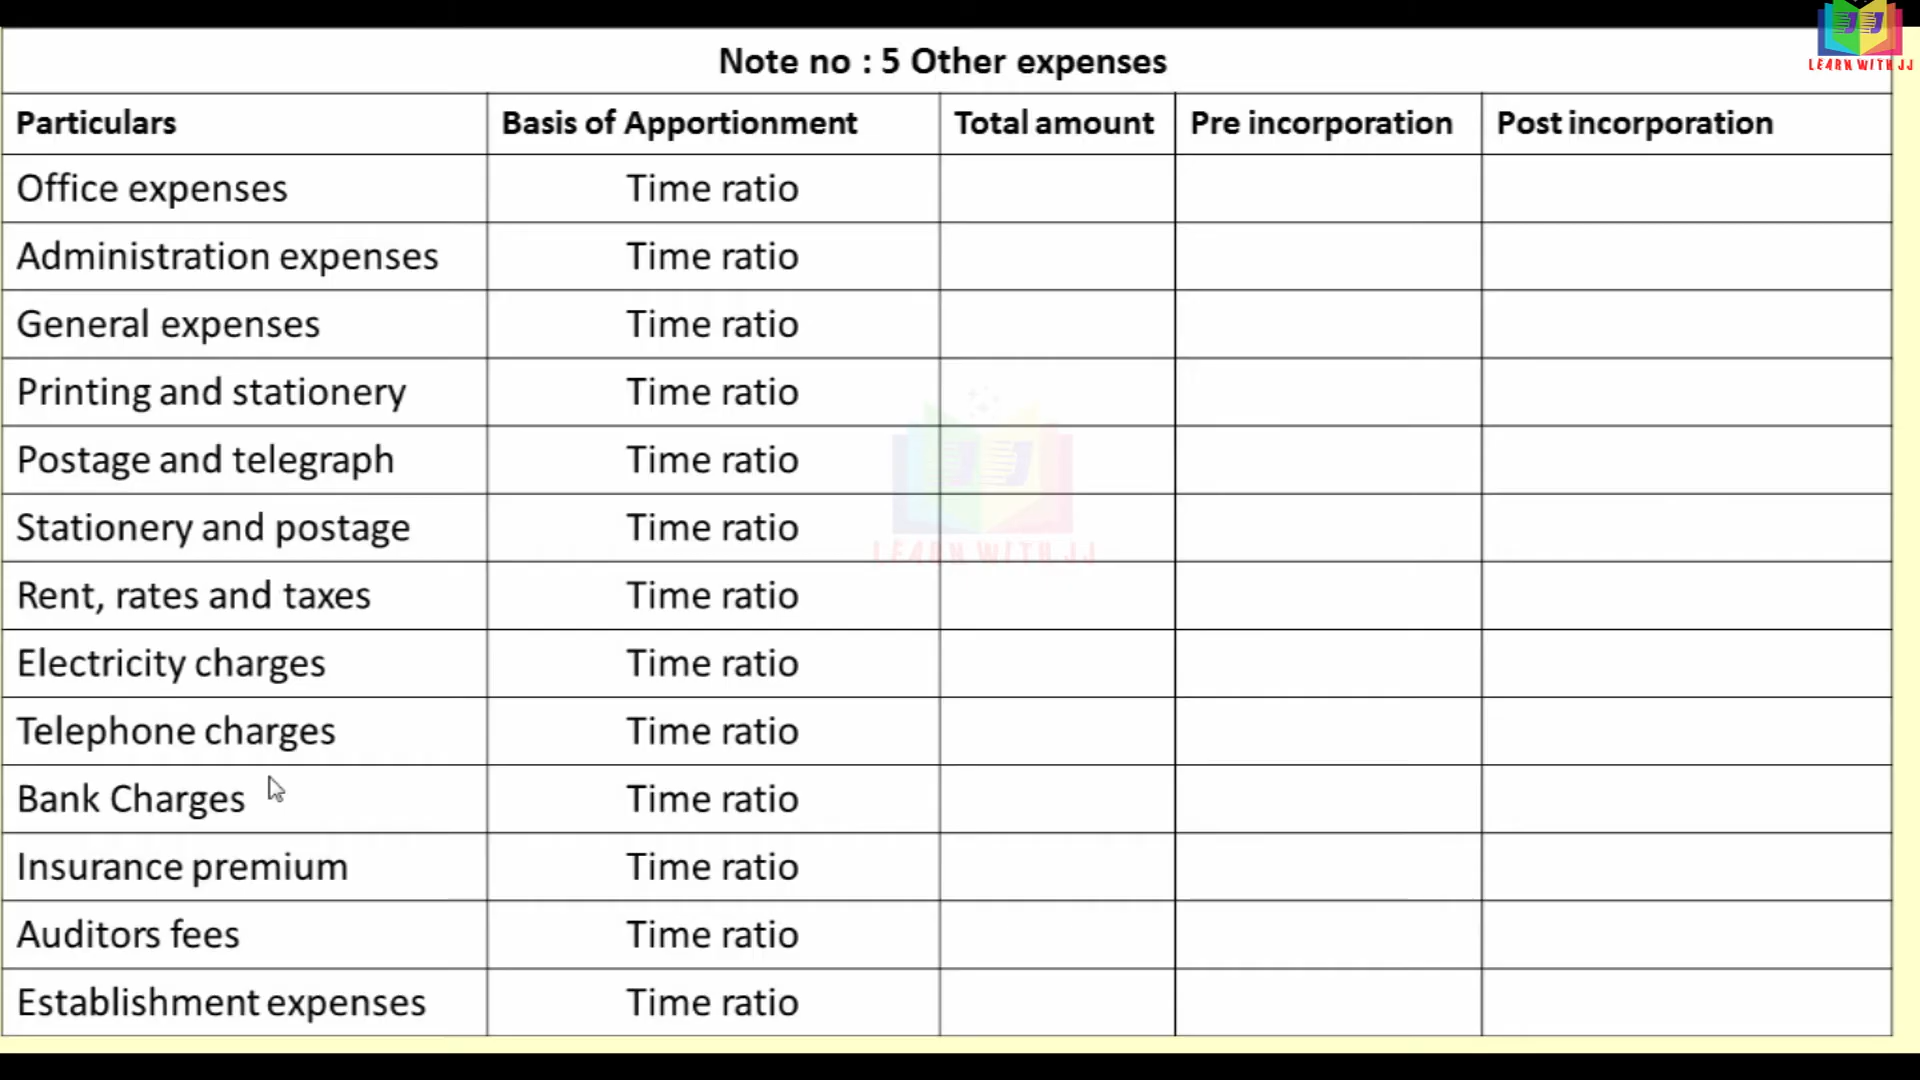 LEARN WITH JJ
Note no : 5 Other expenses
Particulars Basis of Apportionment Total amount Pre incorporation Post incorporation
Office expenses Time ratio
Administration expenses Time ratio
General expenses Time ratio
Printing and stationery Time ratio
Postage and telegraph Time ratio
Stationery and postage Time ratio
LEARN WITH JJ
Rent, rates and taxes Time ratio
Electricity charges Time ratio
Telephone charges Time ratio
Bank Charges Time ratio
Insurance premium Time ratio
Auditors fees Time ratio
Establishment expenses Time ratio